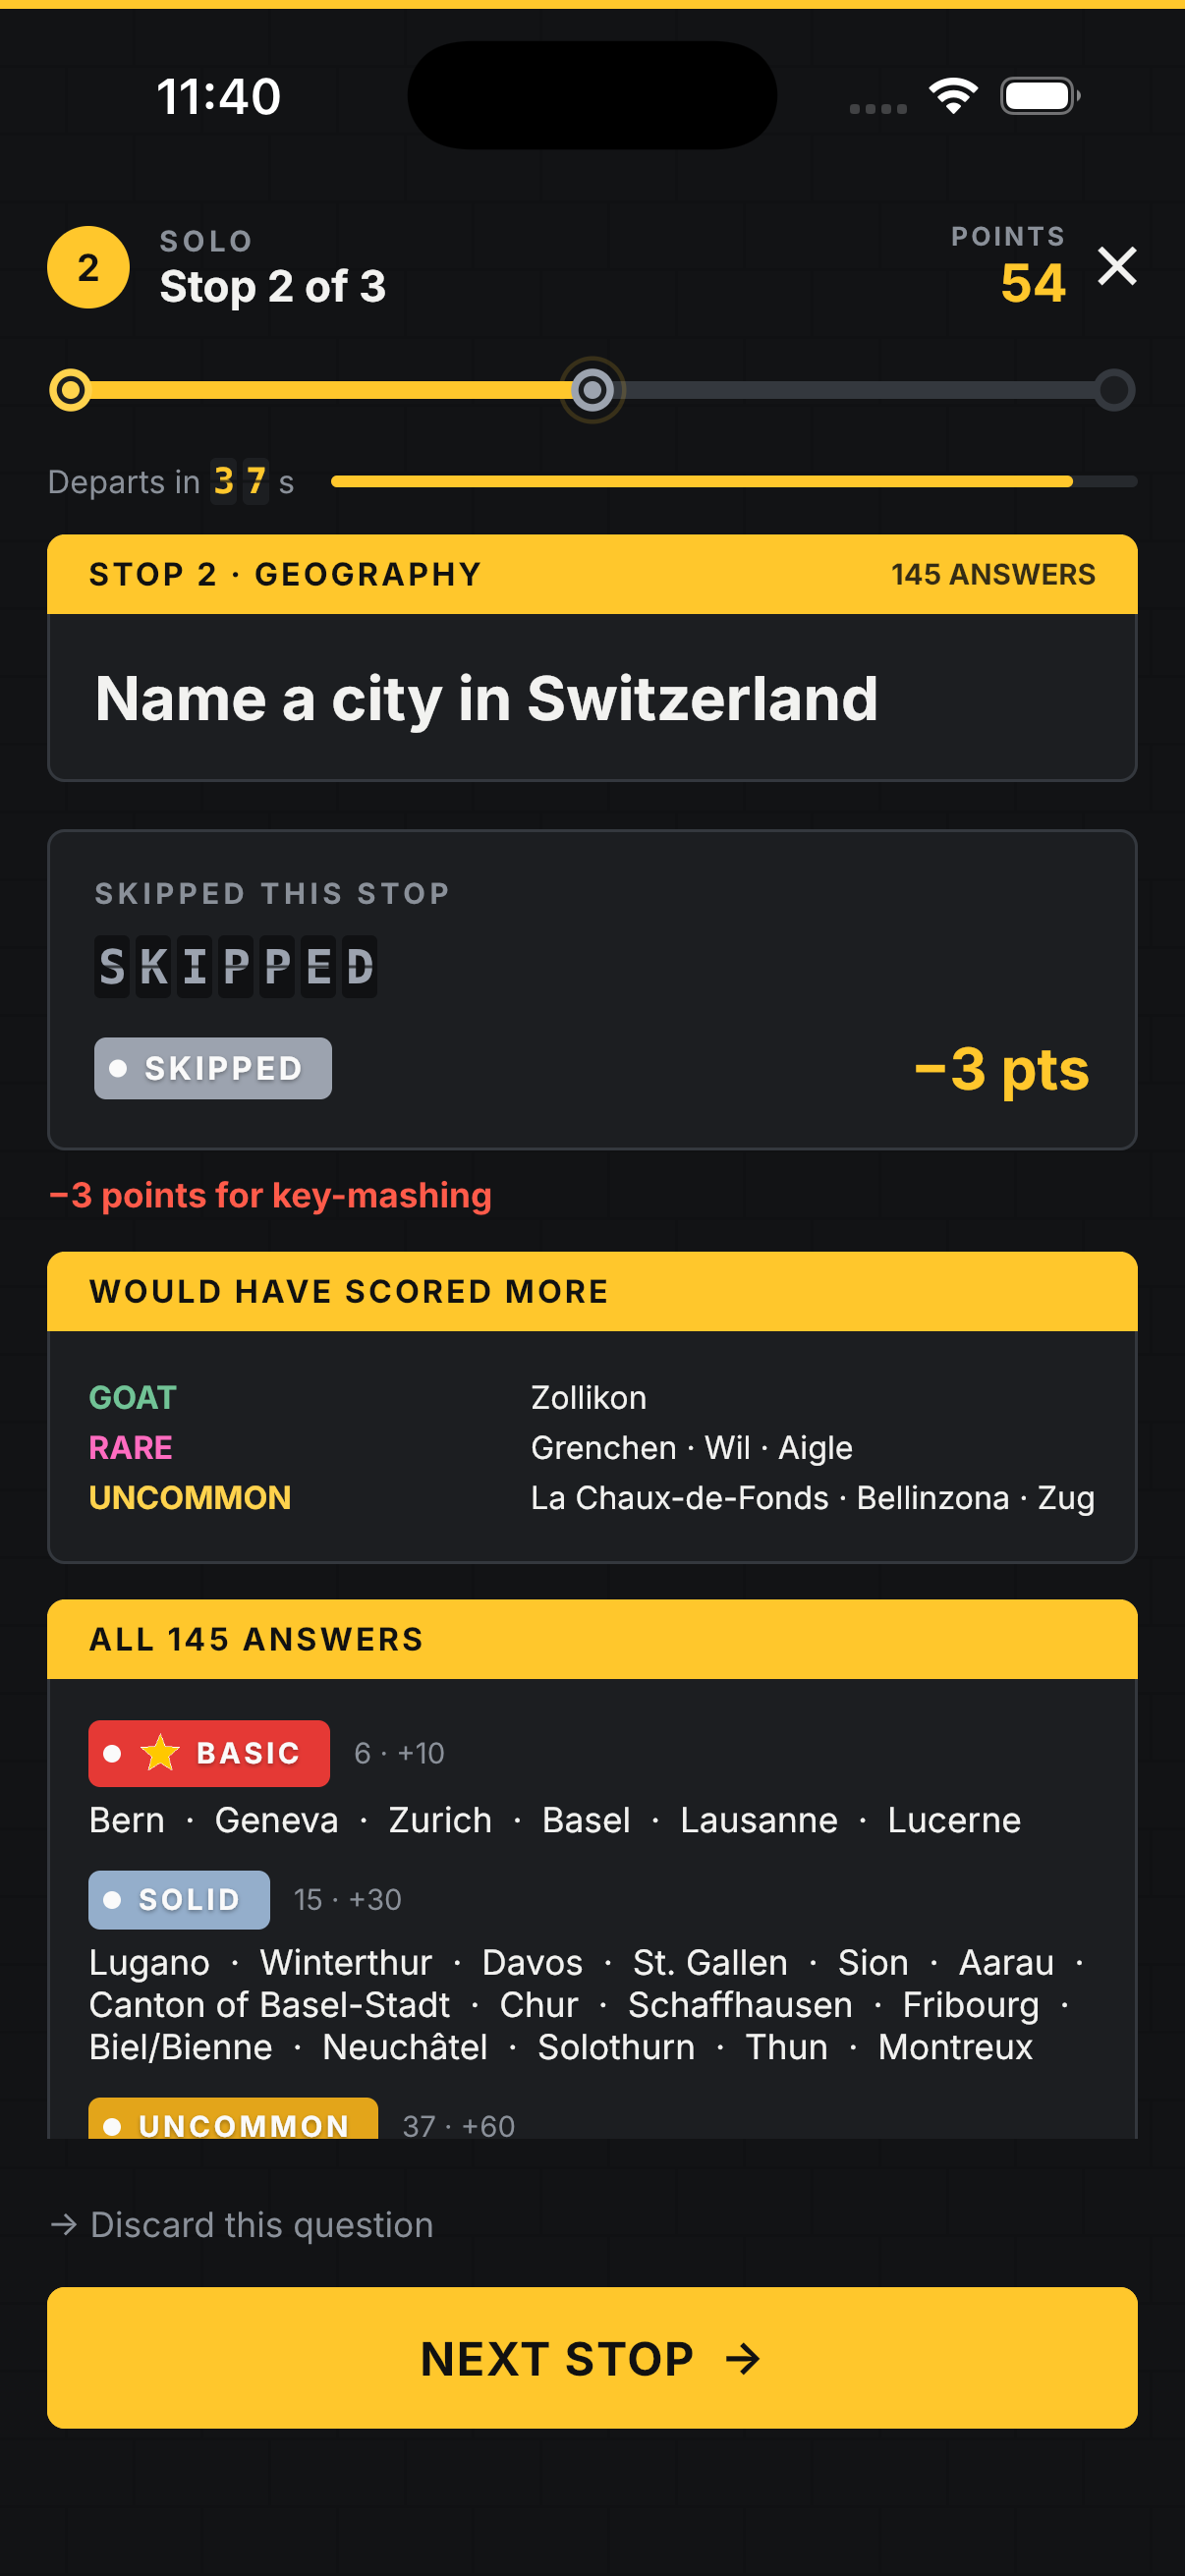 11:40
2
SOLO
Stop 2 of 3
POINTS
54
Departs in 37 s
STOP 2 · GEOGRAPHY
145 ANSWERS
Name a city in Switzerland
SKIPPED THIS STOP
SKIPPED
SKIPPED
−3 pts
−3 points for key-mashing
WOULD HAVE SCORED MORE
GOAT Zollikon
RARE Grenchen · Wil · Aigle
UNCOMMON La Chaux-de-Fonds · Bellinzona · Zug
ALL 145 ANSWERS
BASIC 6 · +10
Bern · Geneva · Zurich · Basel · Lausanne · Lucerne
SOLID 15 · +30
Lugano · Winterthur · Davos · St. Gallen · Sion · Aarau ·
Canton of Basel-Stadt · Chur · Schaffhausen · Fribourg ·
Biel/Bienne · Neuchâtel · Solothurn · Thun · Montreux
UNCOMMON 37 · +60
→ Discard this question
NEXT STOP →